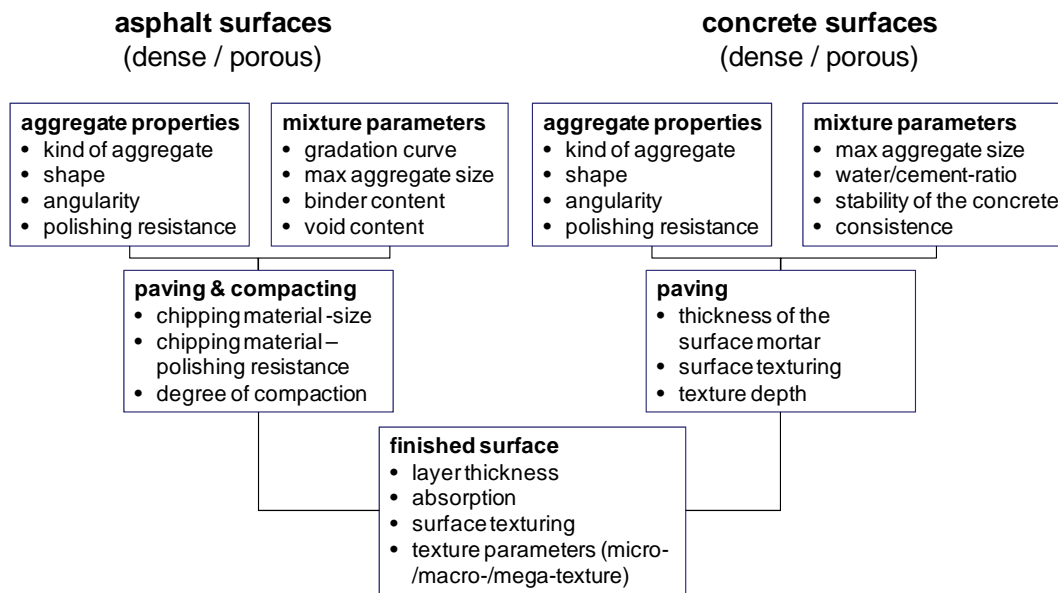 asphalt surfaces
(dense / porous)
concrete surfaces
(dense / porous)
aggregate properties
• kind of aggregate
• shape
• angularity
• polishing resistance
mixture parameters
• gradation curve
• max aggregate size
• binder content
• void content
aggregate properties
• kind of aggregate
• shape
• angularity
• polishing resistance
mixture parameters
• max aggregate size
• water/cement-ratio
• stability of the concrete
• consistence
paving & compacting
• chipping material -size
• chipping material –
polishing resistance
• degree of compaction
paving
• thickness of the
surface mortar
• surface texturing
• texture depth
finished surface
• layer thickness
• absorption
• surface texturing
• texture parameters (micro-
/macro-/mega-texture)